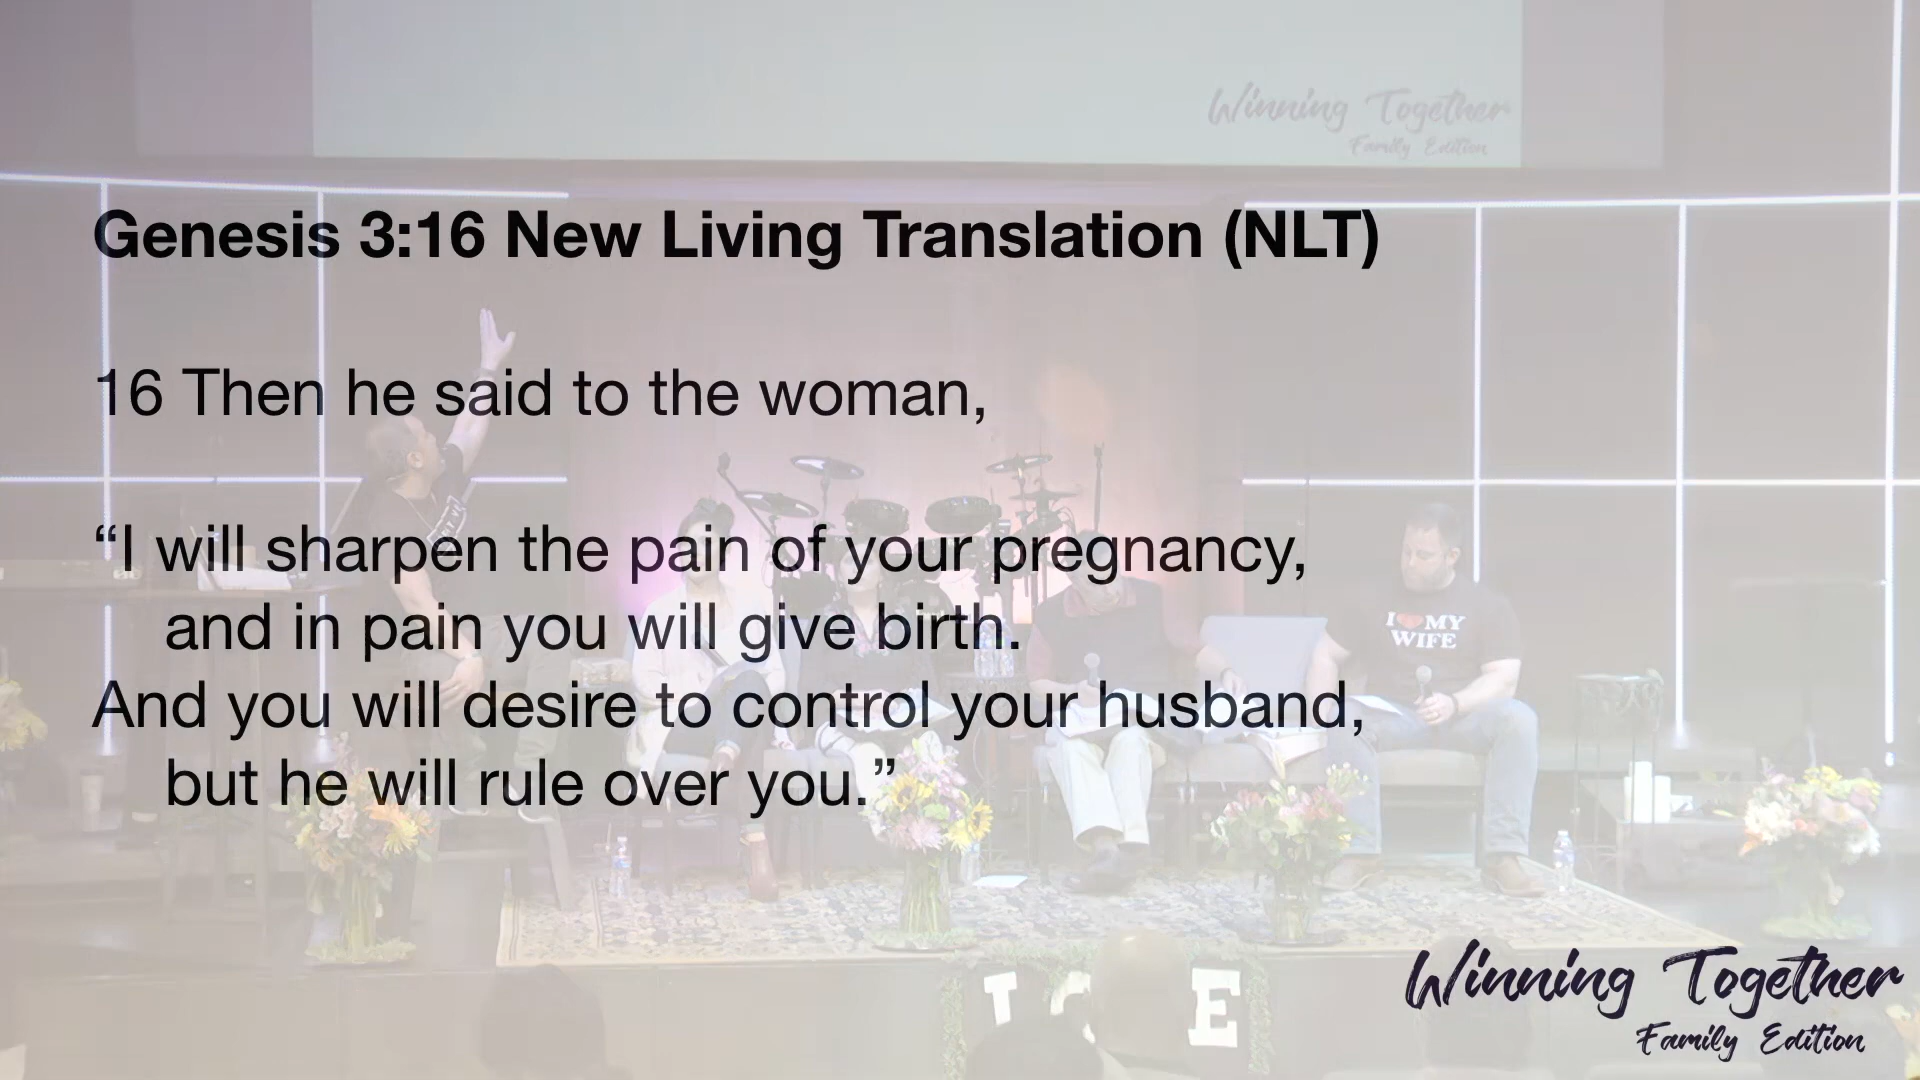 Winning Together
Family Edition
Genesis 3:16 New Living Translation (NLT)
16 Then he said to the woman,
“I will sharpen the pain of your pregnancy,
and in pain you will give birth.
And you will desire to control your husband,
but he will rule over you.”
I ❤ MY
WIFE
E
Winning Together
Family Edition